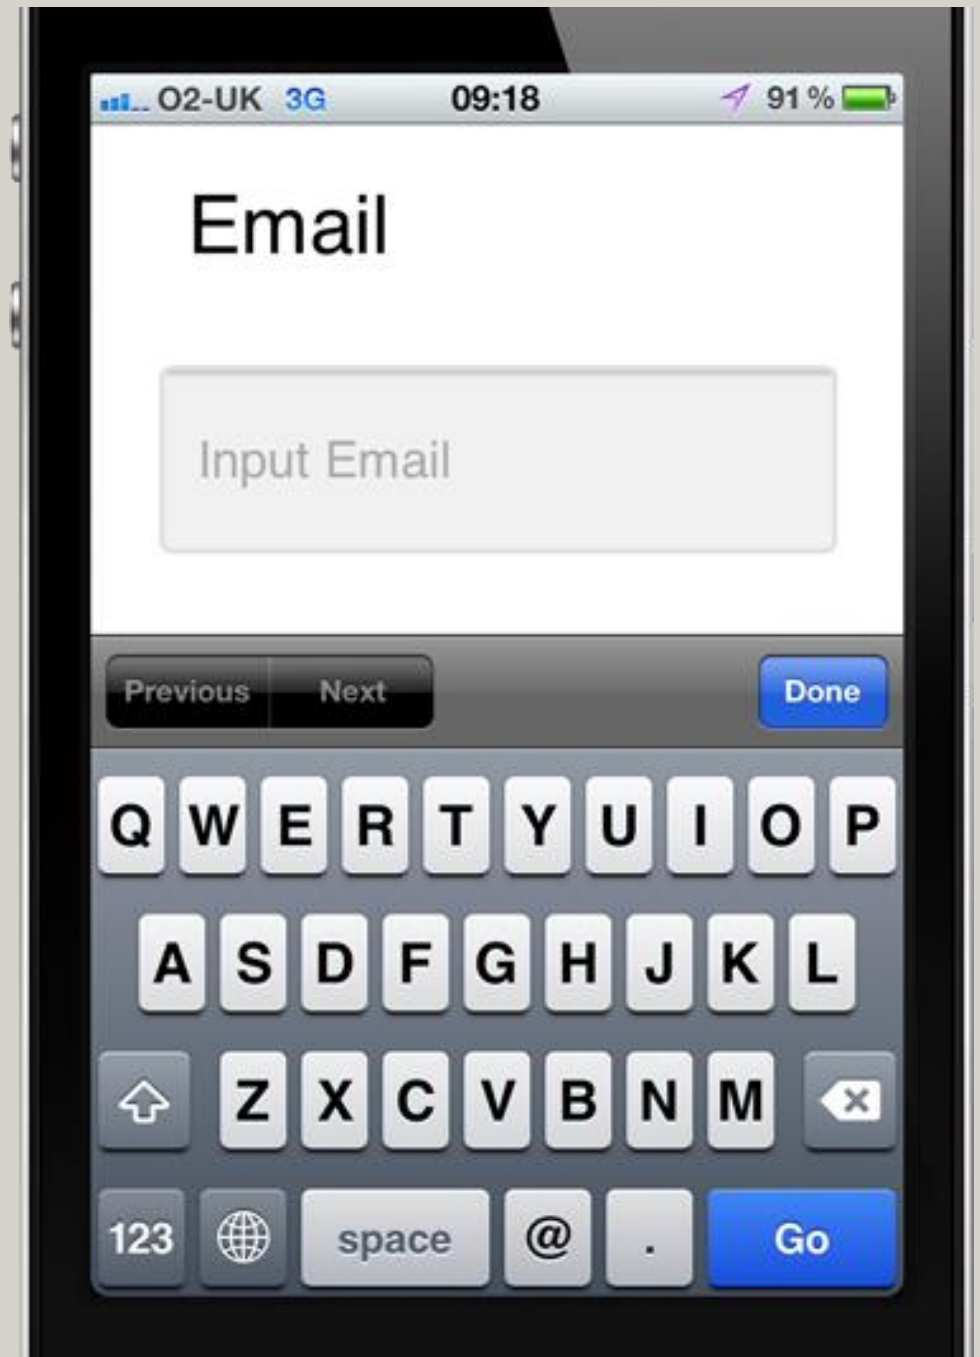 O2-UK 3G 09:18 91%
Email
Input Email
Previous Next Done
Q W E R T Y U I O P
A S D F G H J K L
Z X C V B N M
123 space @ . Go